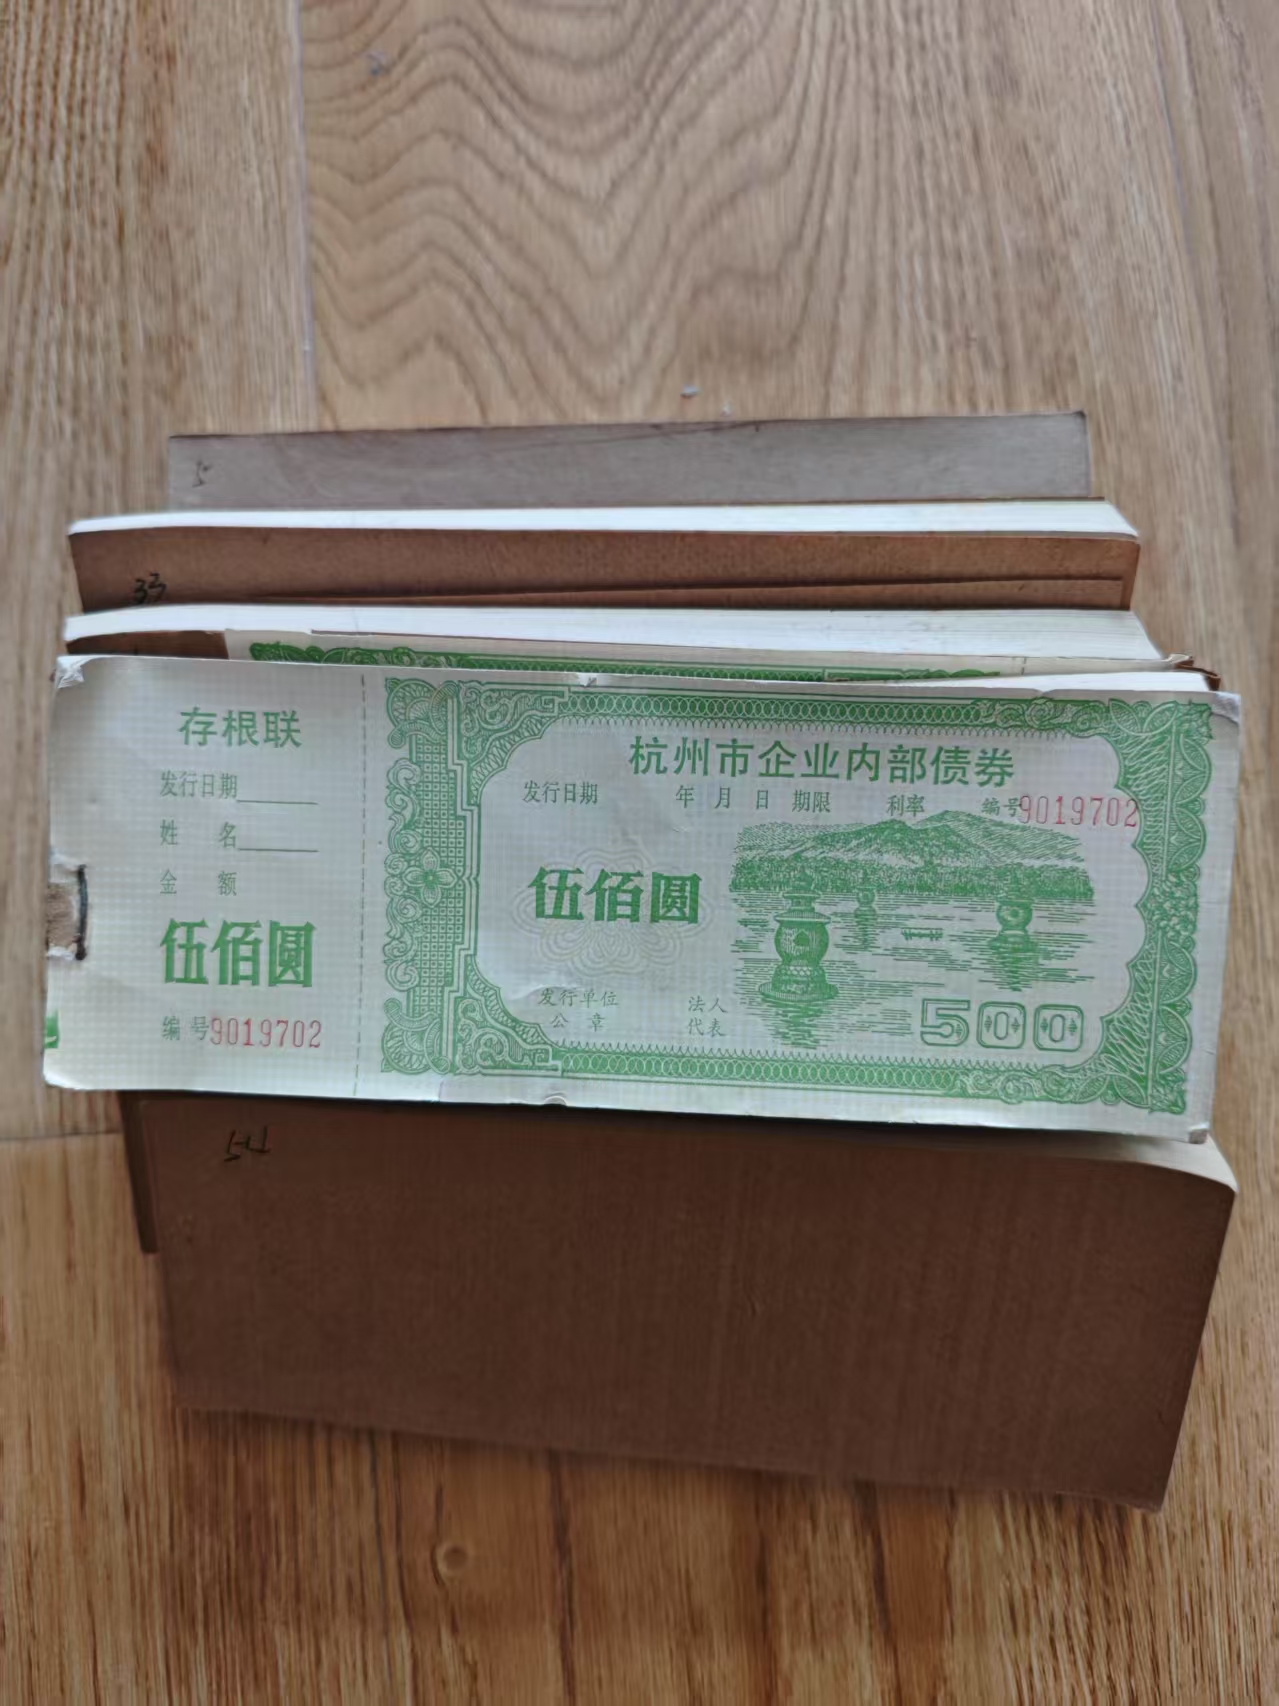 5
33
存根联
发行日期
姓 名
金 额
伍佰圆
编 号9019702
杭州市企业内部债券
发行日期 年 月 日 期限 利率 编号9019702
伍佰圆
发行单位
公 章
法人
代表
500